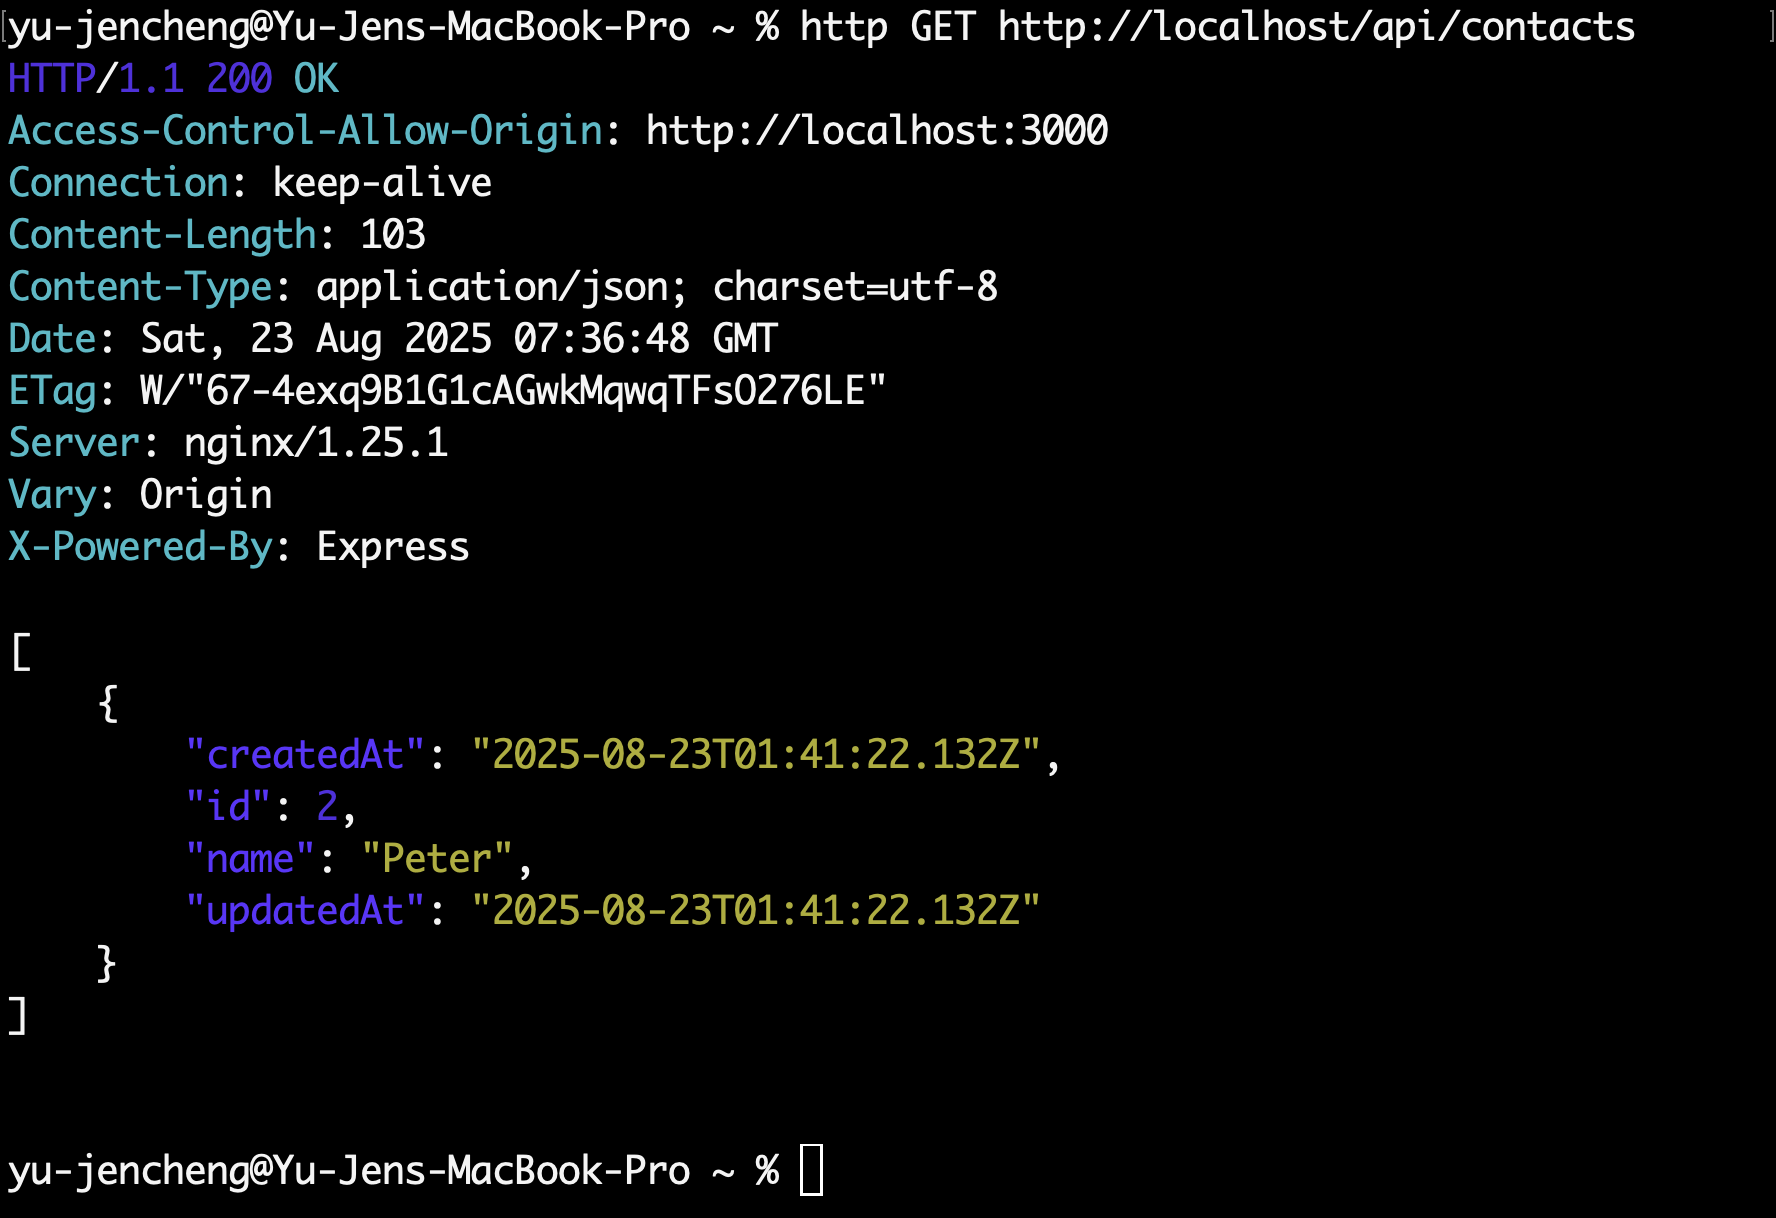 [yu-jencheng@Yu-Jens-MacBook-Pro ~ % http GET http://localhost/api/contacts ]
HTTP/1.1 200 OK
Access-Control-Allow-Origin: http://localhost:3000
Connection: keep-alive
Content-Length: 103
Content-Type: application/json; charset=utf-8
Date: Sat, 23 Aug 2025 07:36:48 GMT
ETag: W/"67-4exq9B1G1cAGwkMqwqTFsO276LE"
Server: nginx/1.25.1
Vary: Origin
X-Powered-By: Express

[
    {
        "createdAt": "2025-08-23T01:41:22.132Z",
        "id": 2,
        "name": "Peter",
        "updatedAt": "2025-08-23T01:41:22.132Z"
    }
]

yu-jencheng@Yu-Jens-MacBook-Pro ~ %